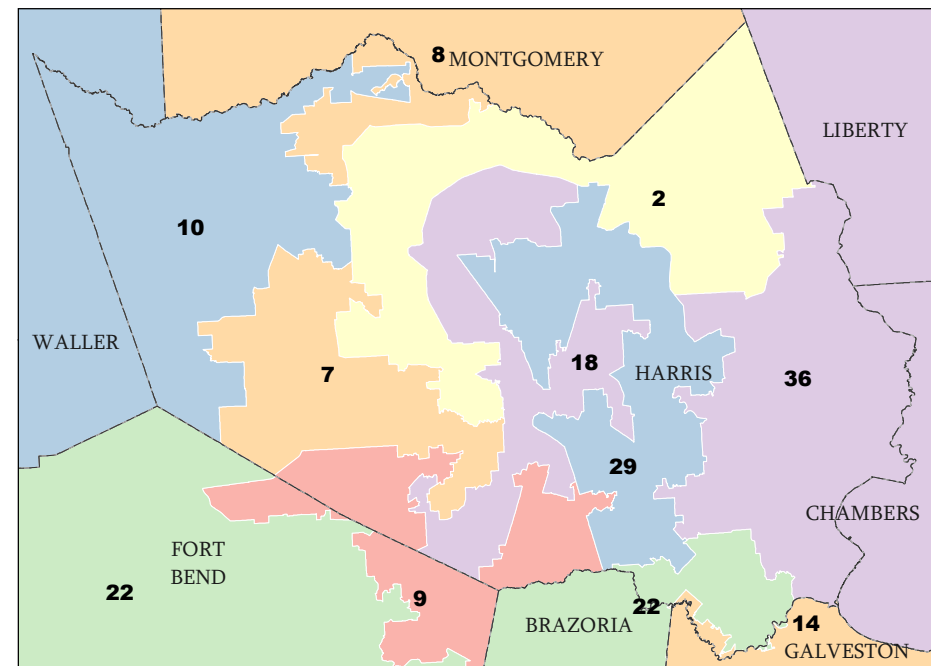 8 MONTGOMERY
LIBERTY
2
10
WALLER
7
18
HARRIS
36
29
CHAMBERS
FORT
BEND
22
9
22
BRAZORIA
14
GALVESTON